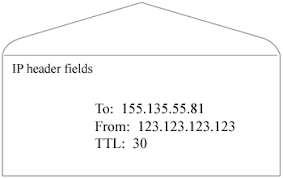 IP header fields
To: 155.135.55.81
From: 123.123.123.123
TTL: 30